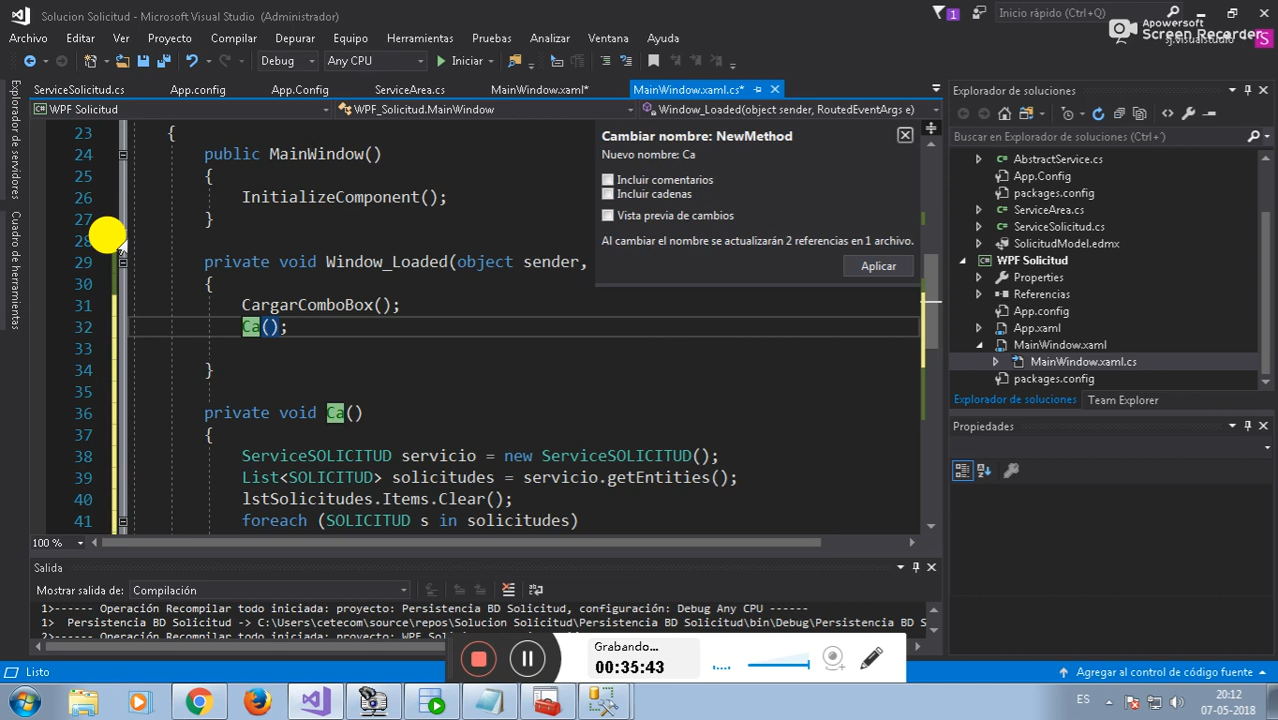 Solucion Solicitud - Microsoft Visual Studio (Administrador)
1
Inicio rápido (Ctrl+Q)
Apowersoft
Screen Recorder
Archivo Editar Ver Proyecto Compilar Depurar Equipo Herramientas Pruebas Analizar Ventana Ayuda
sj.visualstudio
S
Debug Any CPU Iniciar
ServiceSolicitud.cs App.config App.Config ServiceArea.cs MainWindow.xaml* MainWindow.xaml.cs*
WPF Solicitud WPF_Solicitud.MainWindow Window_Loaded(object sender, RoutedEventArgs e)
Explorador de servidores
Cuadro de herramientas
23 {
24 public MainWindow()
25 {
26 InitializeComponent();
27 }
28
29 private void Window_Loaded(object sender,
30 {
31 CargarComboBox();
32 Ca();
33
34 }
35
36 private void Ca()
37 {
38 ServiceSOLICITUD servicio = new ServiceSOLICITUD();
39 List<SOLICITUD> solicitudes = servicio.getEntities();
40 lstSolicitudes.Items.Clear();
41 foreach (SOLICITUD s in solicitudes)
Cambiar nombre: NewMethod
Nuevo nombre: Ca
Incluir comentarios
Incluir cadenas
Vista previa de cambios
Al cambiar el nombre se actualizarán 2 referencias en 1 archivo.
Aplicar
100 %
Explorador de soluciones
Buscar en Explorador de soluciones (Ctrl+´)
AbstractService.cs
App.Config
packages.config
ServiceArea.cs
ServiceSolicitud.cs
SolicitudModel.edmx
WPF Solicitud
Properties
Referencias
App.config
App.xaml
MainWindow.xaml
MainWindow.xaml.cs
packages.config
Explorador de soluciones Team Explorer
Propiedades
Salida
Mostrar salida de: Compilación
1>------ Operación Recompilar todo iniciada: proyecto: Persistencia BD Solicitud, configuración: Debug Any CPU ------
1> Persistencia BD Solicitud -> C:\Users\cetecom\source\repos\Solucion Solicitud\Persistencia BD Solicitud\bin\Debug\Persistencia BD S
2>------ Operación Recompilar todo iniciada: proyecto: WPF
Grabando...
00:35:43
Listo
Agregar al control de código fuente
ES
20:12
07-05-2018